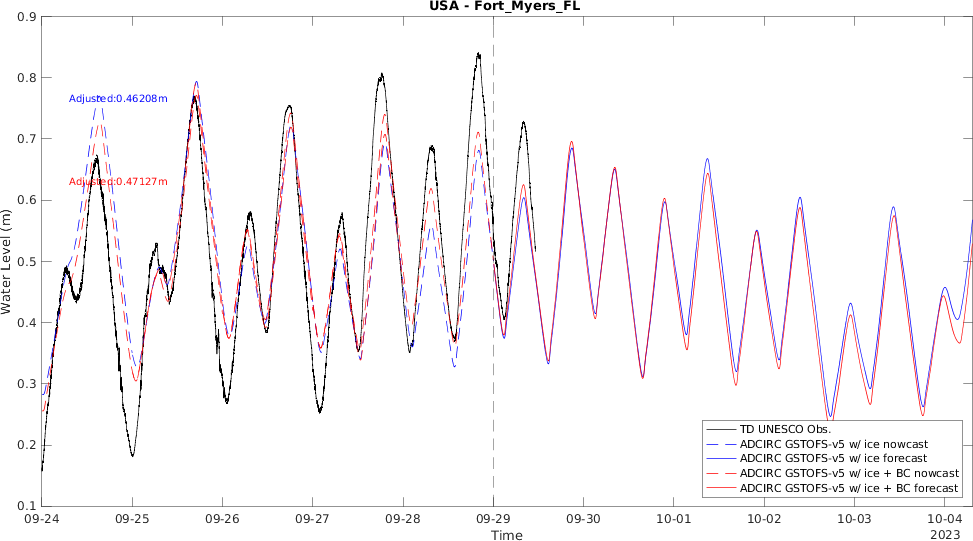 USA - Fort_Myers_FL
Water Level (m)
0.9
0.8
0.7
0.6
0.5
0.4
0.3
0.2
0.1
Adjusted:0.46208m
Adjusted:0.47127m
TD UNESCO Obs.
ADCIRC GSTOFS-v5 w/ ice nowcast
ADCIRC GSTOFS-v5 w/ ice forecast
ADCIRC GSTOFS-v5 w/ ice + BC nowcast
ADCIRC GSTOFS-v5 w/ ice + BC forecast
09-24 09-25 09-26 09-27 09-28 09-29 09-30 10-01 10-02 10-03 10-04
Time
2023